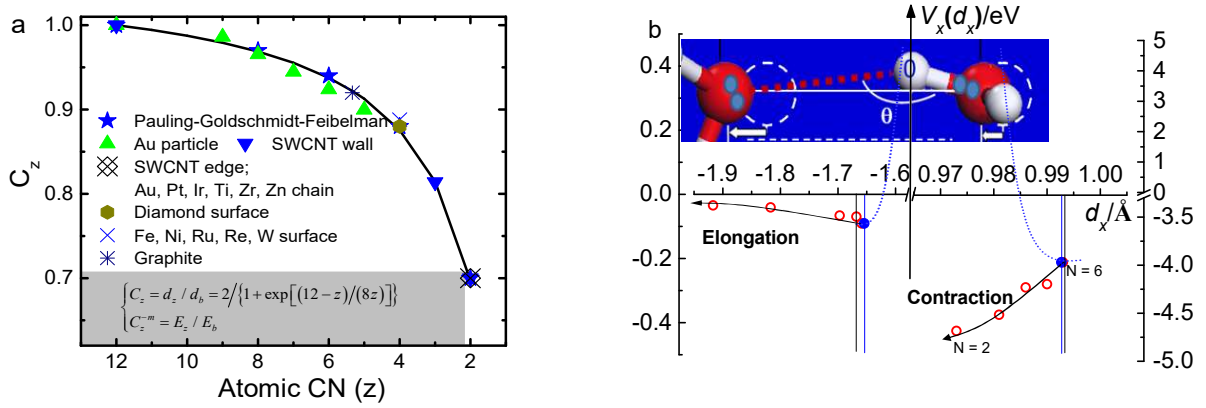 a
C_z
1.0
0.9
0.8
0.7
Pauling-Goldschmidt-Feibelman
Au particle SWCNT wall
SWCNT edge;
Au, Pt, Ir, Ti, Zr, Zn chain
Diamond surface
Fe, Ni, Ru, Re, W surface
Graphite
C_z = d_z / d_b = 2/{1+exp[(12−z)/(8z)]}
C_z^{-m} = E_z / E_b
12 10 8 6 4 2
Atomic CN (z)
b
V_x(d_x)/eV
0.4
0.3
0.2
0.1
0.0
-0.2
-0.4
5
4
3
2
1
0
-3.5
-4.0
-4.5
-5.0
0
θ
-1.9 -1.8 -1.7 -1.6 0.97 0.98 0.99 1.00
d_x/Å
Elongation
Contraction
N = 6
N = 2